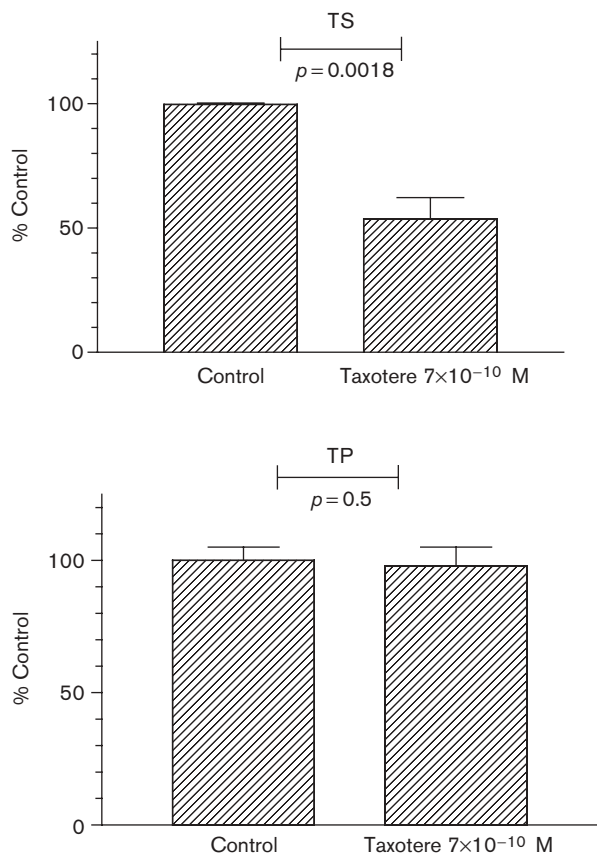 TS
p=0.0018
% Control
100
50
0
Control Taxotere 7×10⁻¹⁰ M
TP
p=0.5
% Control
100
50
0
Control Taxotere 7×10⁻¹⁰ M